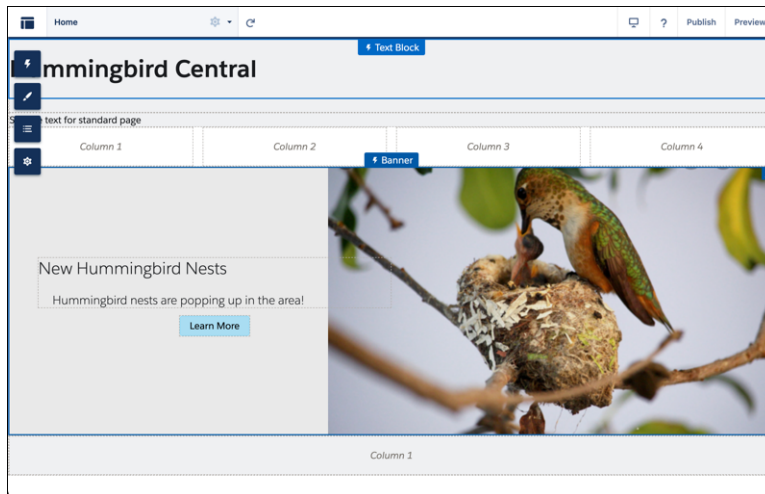 Home
?
Publish
Preview
Text Block
mmingbird Central
text for standard page
Column 1
Column 2
Column 3
Column 4
Banner
New Hummingbird Nests
Hummingbird nests are popping up in the area!
Learn More
Column 1